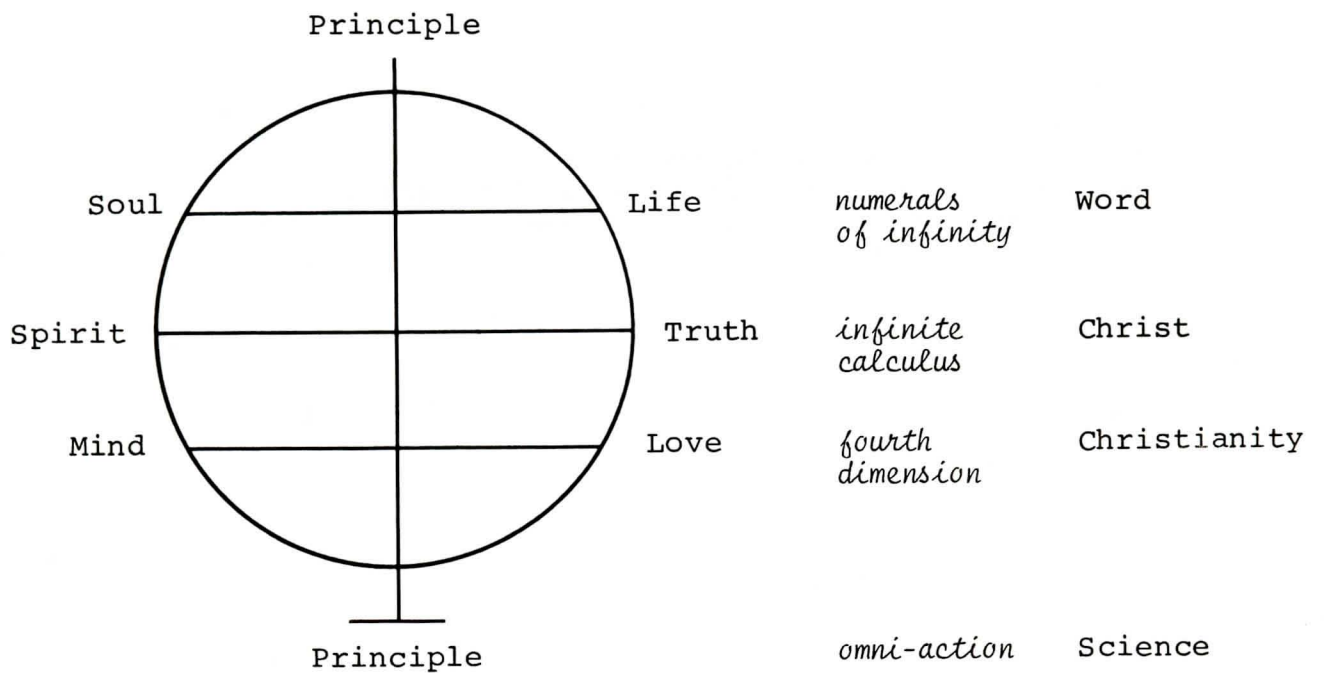 Principle
Soul Life numerals Word
of infinity
Spirit Truth infinite Christ
calculus
Mind Love fourth Christianity
dimension
Principle omni-action Science